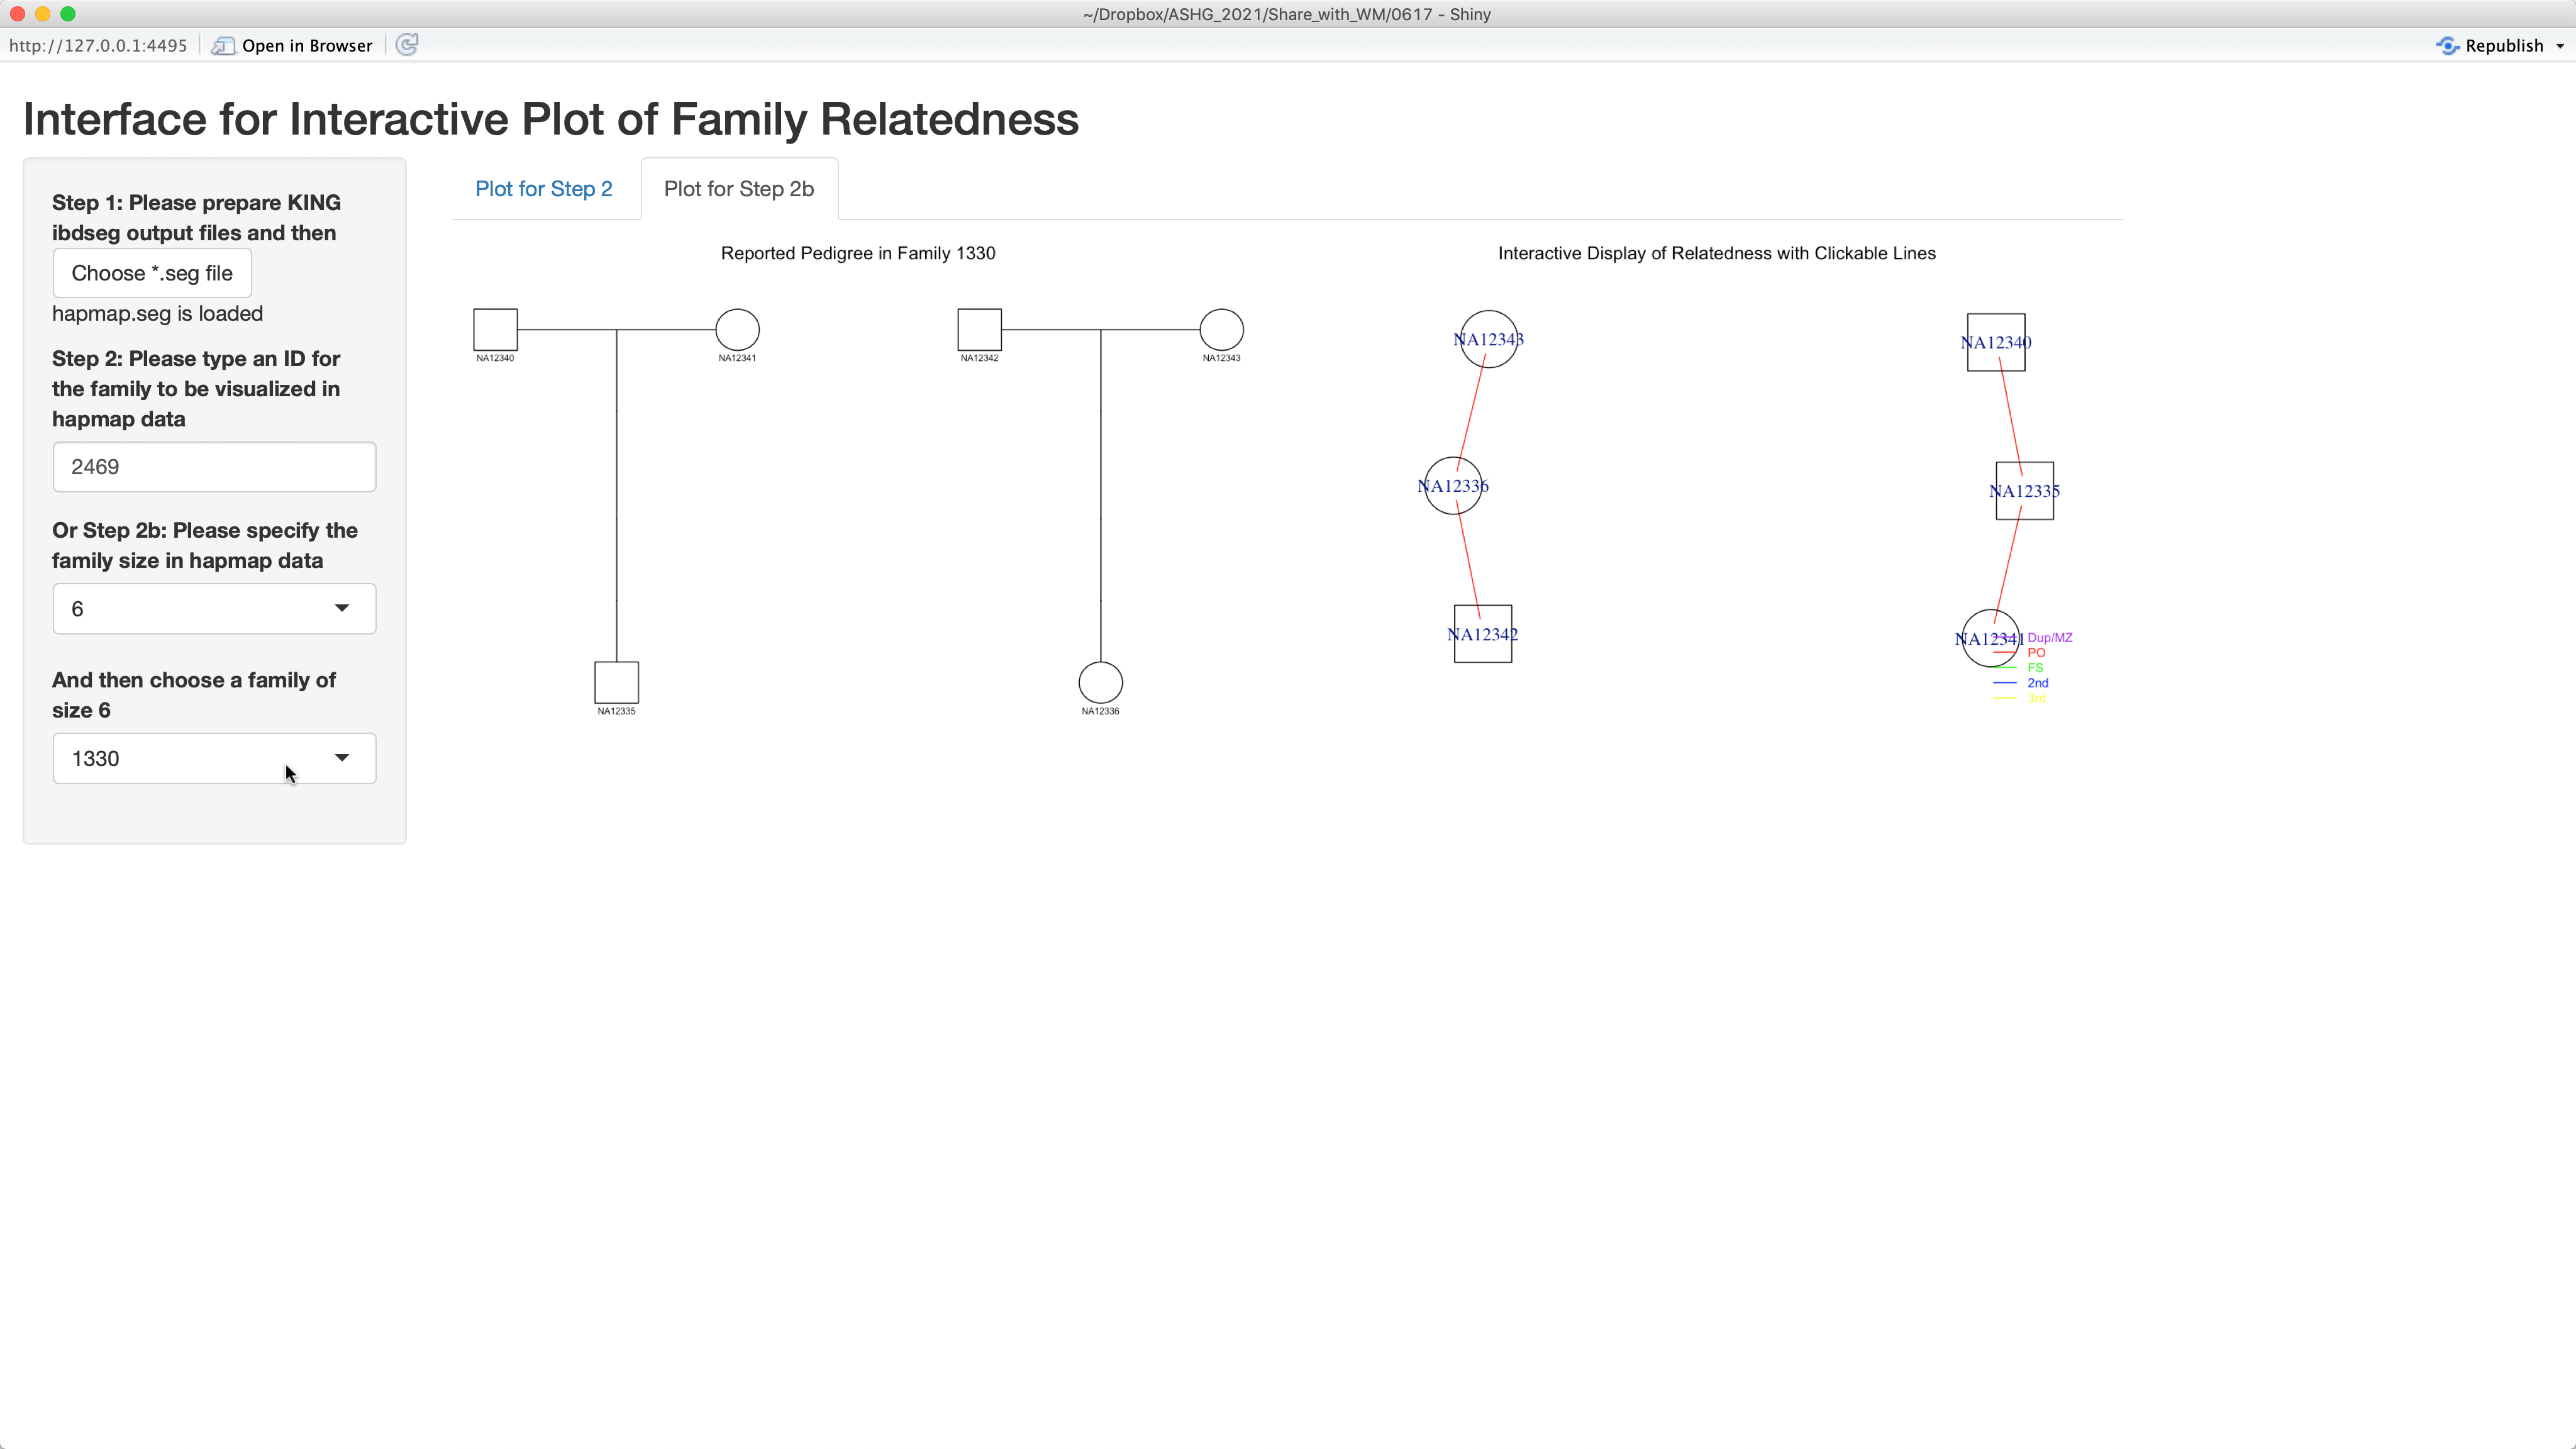 ~/Dropbox/ASHG_2021/Share_with_WM/0617 - Shiny
http://127.0.0.1:4495
Open in Browser
Republish
Interface for Interactive Plot of Family Relatedness
Step 1: Please prepare KING
ibdseg output files and then
Choose *.seg file
hapmap.seg is loaded
Step 2: Please type an ID for
the family to be visualized in
hapmap data
2469
Or Step 2b: Please specify the
family size in hapmap data
6
And then choose a family of
size 6
1330
Plot for Step 2
Plot for Step 2b
Reported Pedigree in Family 1330
NA12340
NA12341
NA12342
NA12343
NA12335
NA12336
Interactive Display of Relatedness with Clickable Lines
NA12343
NA12340
NA12336
NA12335
NA12342
NA12341
Dup/MZ
PO
FS
2nd
3rd